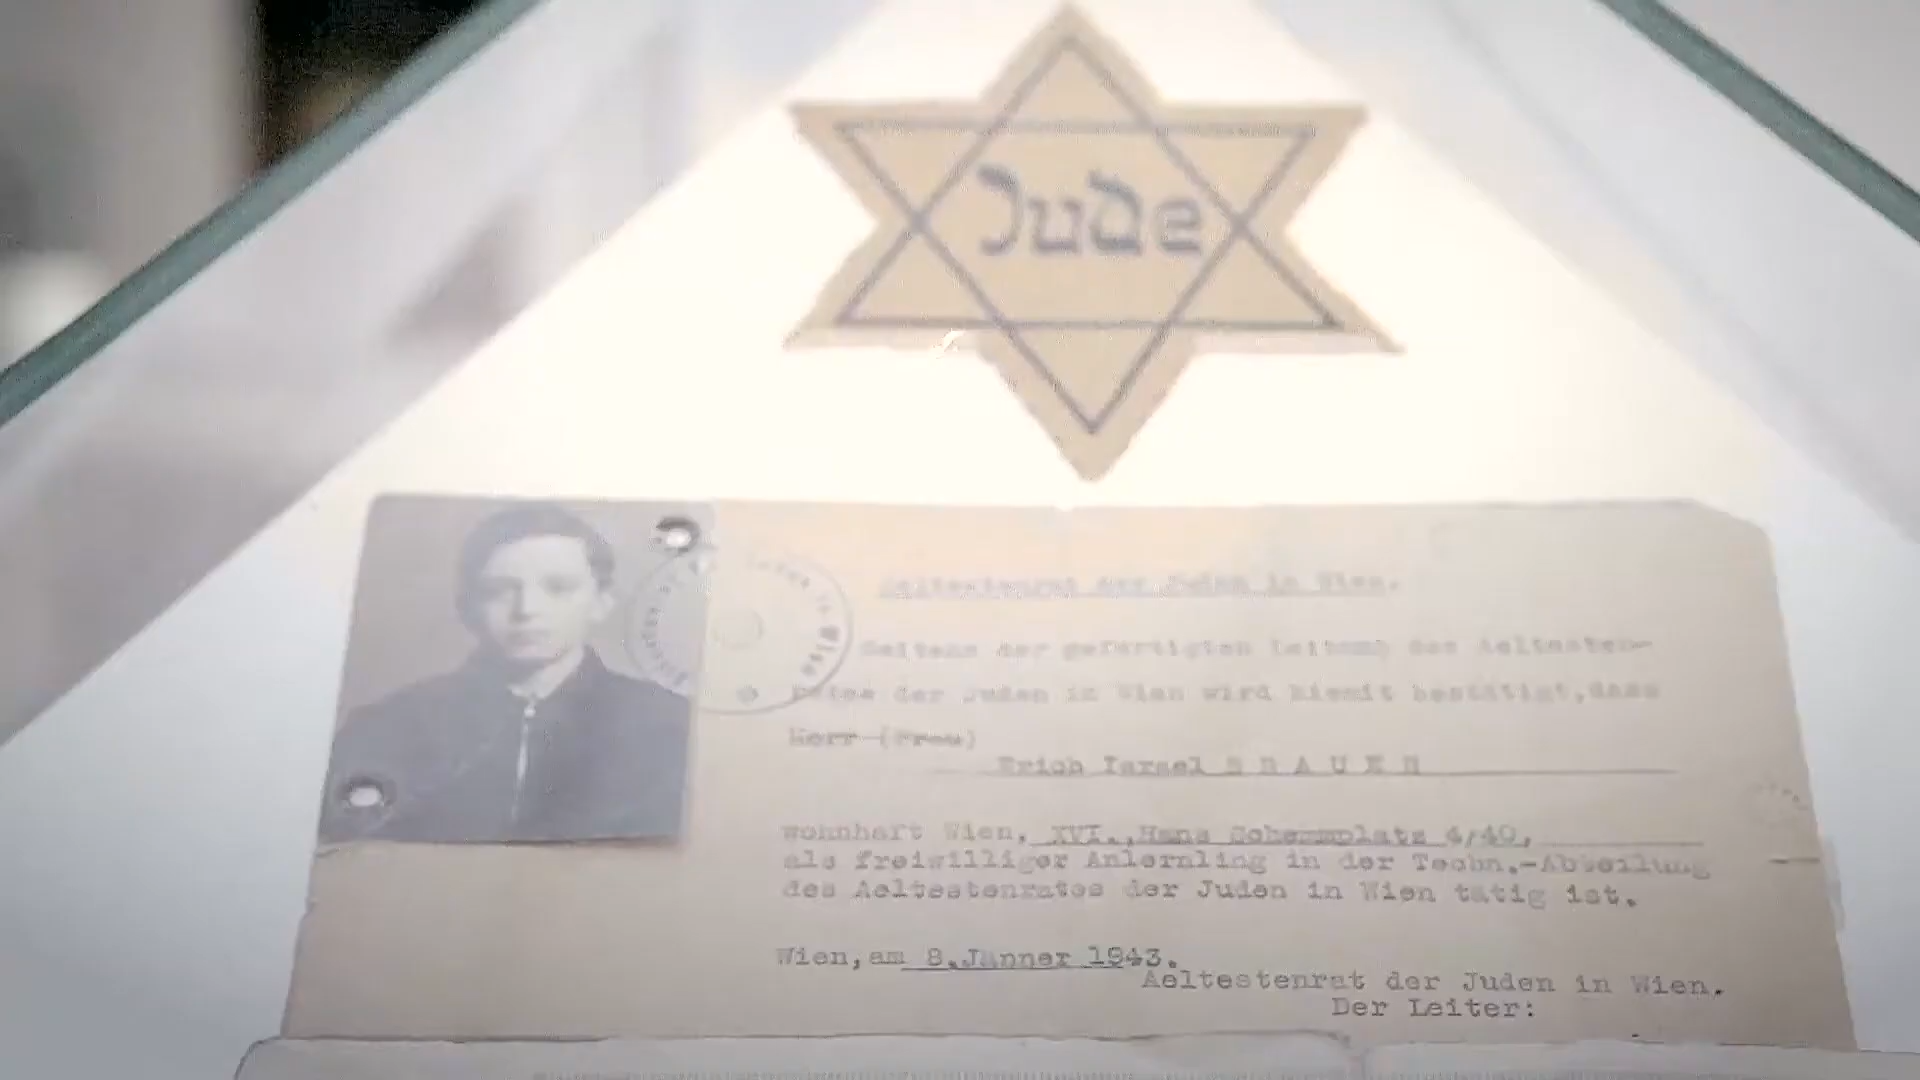 Jude
Aeltestenrat der Juden in Wien.
Seitens der gefertigten Leitung des Aeltesten-
rates der Juden in Wien wird hiemit bestätigt,dass
Herr (Frau)
Erich Israel B R A U E R
wohnhaft Wien, XVI.,Hans Schemmplatz 4/40,
als freiwilliger Anlernling in der Techn.-Abteilung
des Aeltestenrates der Juden in Wien tätig ist.
Wien,am 8.Jänner 1943.
Aeltestenrat der Juden in Wien.
Der Leiter: